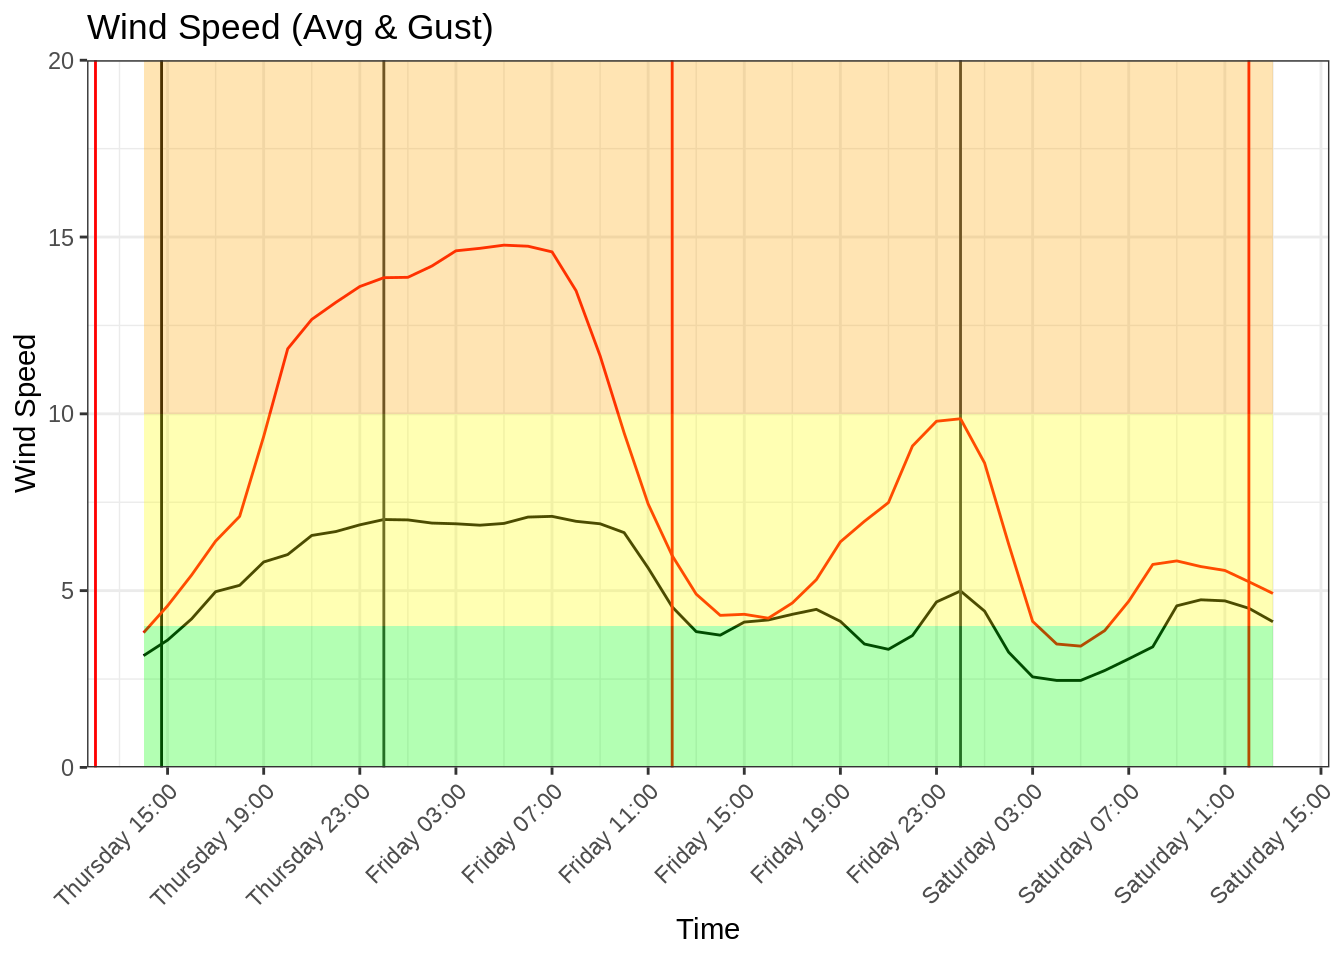 Wind Speed (Avg & Gust)
20
15
10
5
0
Wind Speed
Thursday 15:00
Thursday 19:00
Thursday 23:00
Friday 03:00
Friday 07:00
Friday 11:00
Friday 15:00
Friday 19:00
Friday 23:00
Saturday 03:00
Saturday 07:00
Saturday 11:00
Saturday 15:00
Time